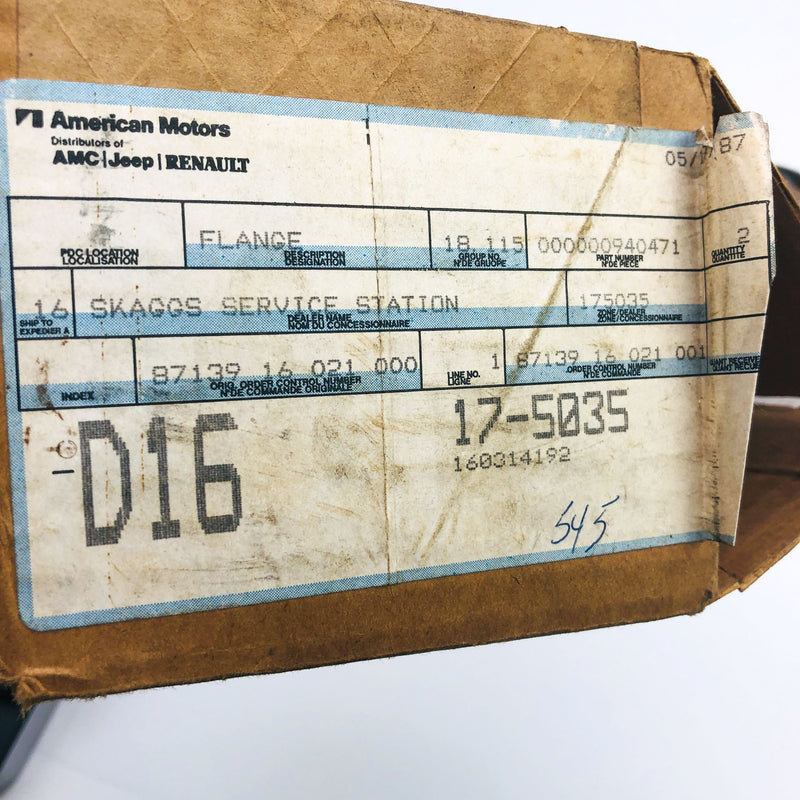 American Motors
Distributors of
AMC|Jeep|RENAULT
05/ /87
FLANGE 18 115 000000940471 2
PDC LOCATION DESCRIPTION GROUP NO. PART NUMBER QUANTITY
LOCALISATION DESIGNATION N°DE GRUOPE N°DE PIECE QUANTITE
16 SKAGGS SERVICE STATION 175035
SHIP TO DEALER NAME ZONE/DEALER
EXPEDIER A NOM DU CONCESSIONNAIRE ZONE/CONCESSIONNAIRE
87139 16 021 000 1 87139 16 021 001
INDEX ORIG. ORDER CONTROL NUMBER LINE NO. ORDER CONTROL NUMBER QUANT RECEIVE
N°DE COMMANDE ORIGINALE LIGNE N°DE COMMANDE
D16 17-5035
160314192
545